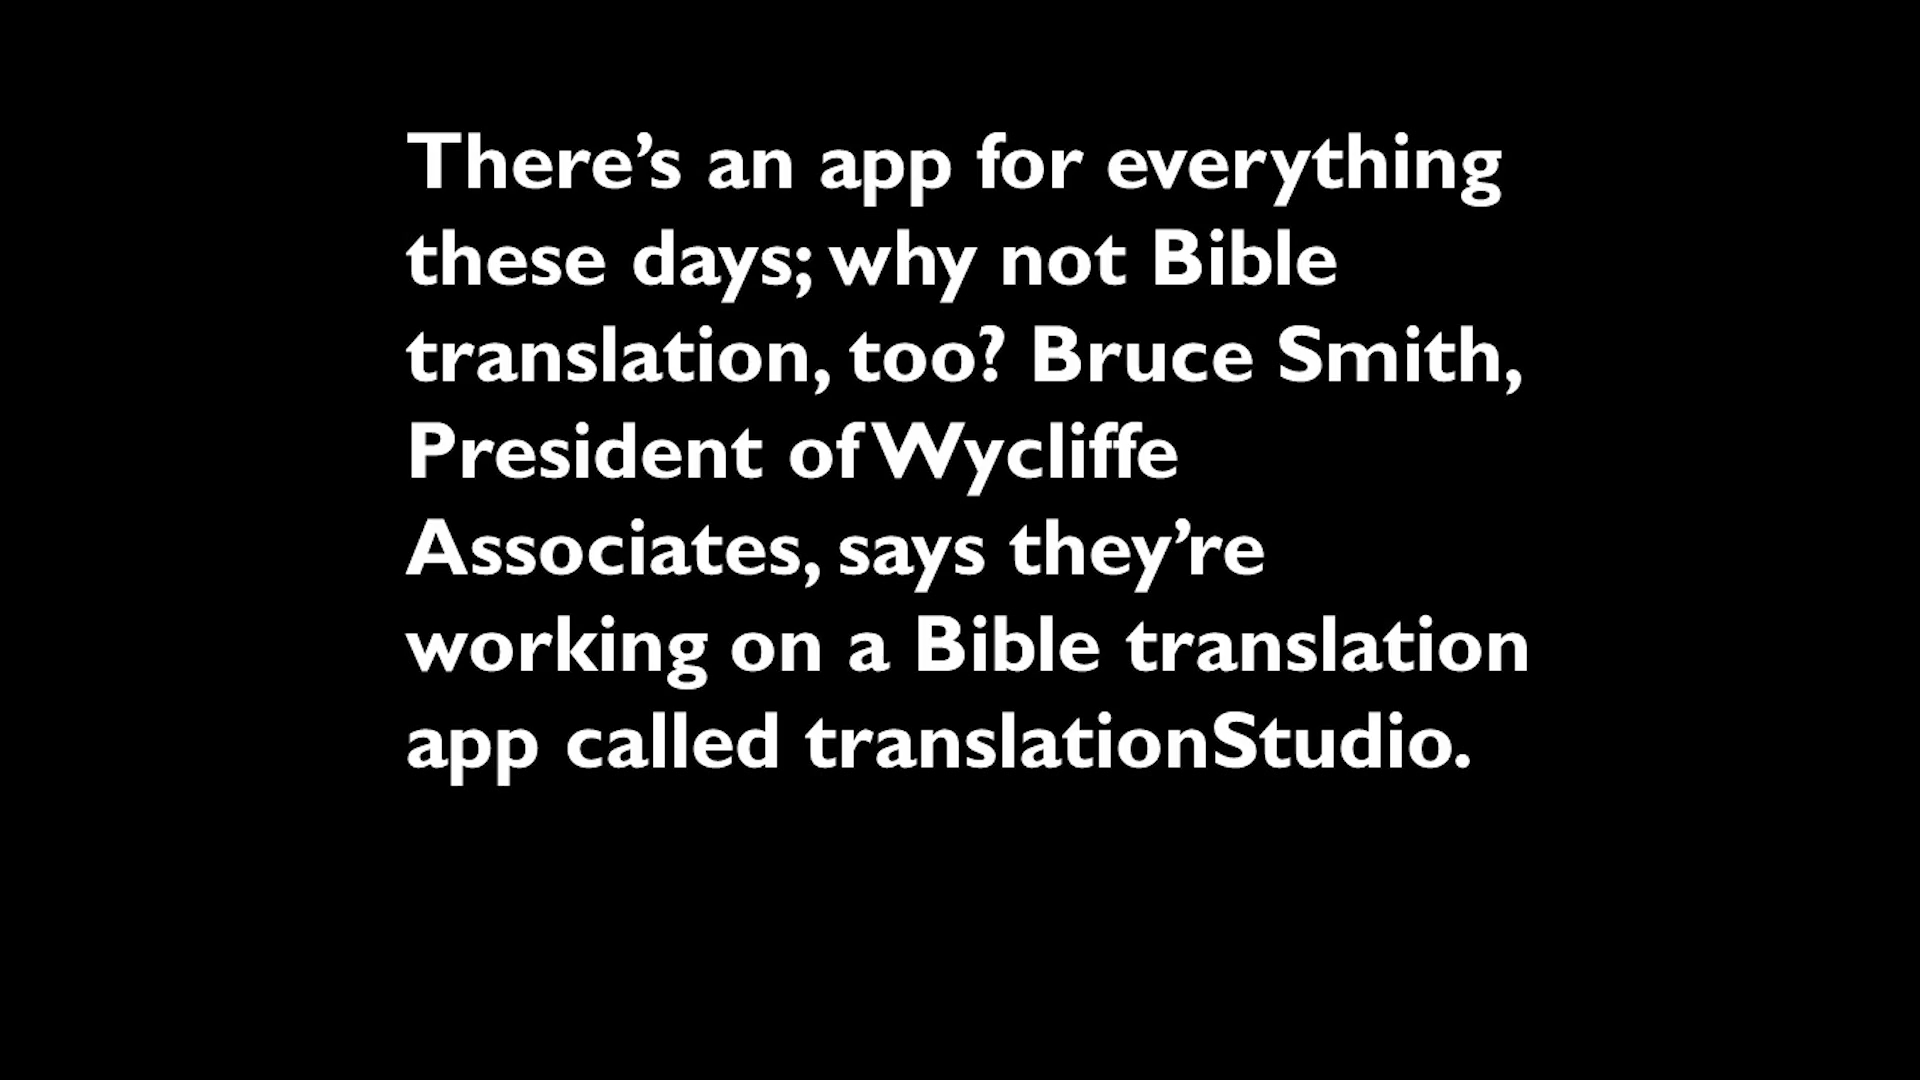 There’s an app for everything
these days; why not Bible
translation, too? Bruce Smith,
President of Wycliffe
Associates, says they’re
working on a Bible translation
app called translationStudio.